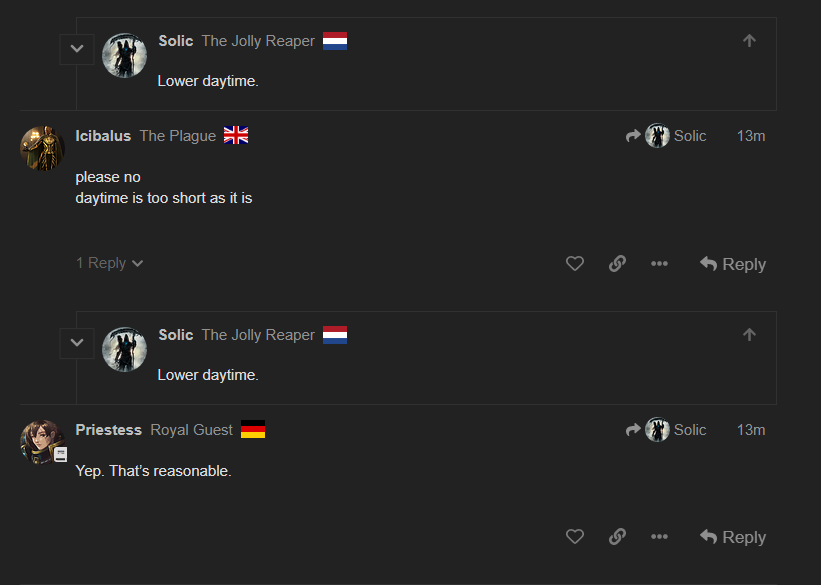 Solic The Jolly Reaper
Lower daytime.
Icibalus The Plague
Solic 13m
please no
daytime is too short as it is
1 Reply
Reply
Solic The Jolly Reaper
Lower daytime.
Priestess Royal Guest
Solic 13m
Yep. That’s reasonable.
Reply